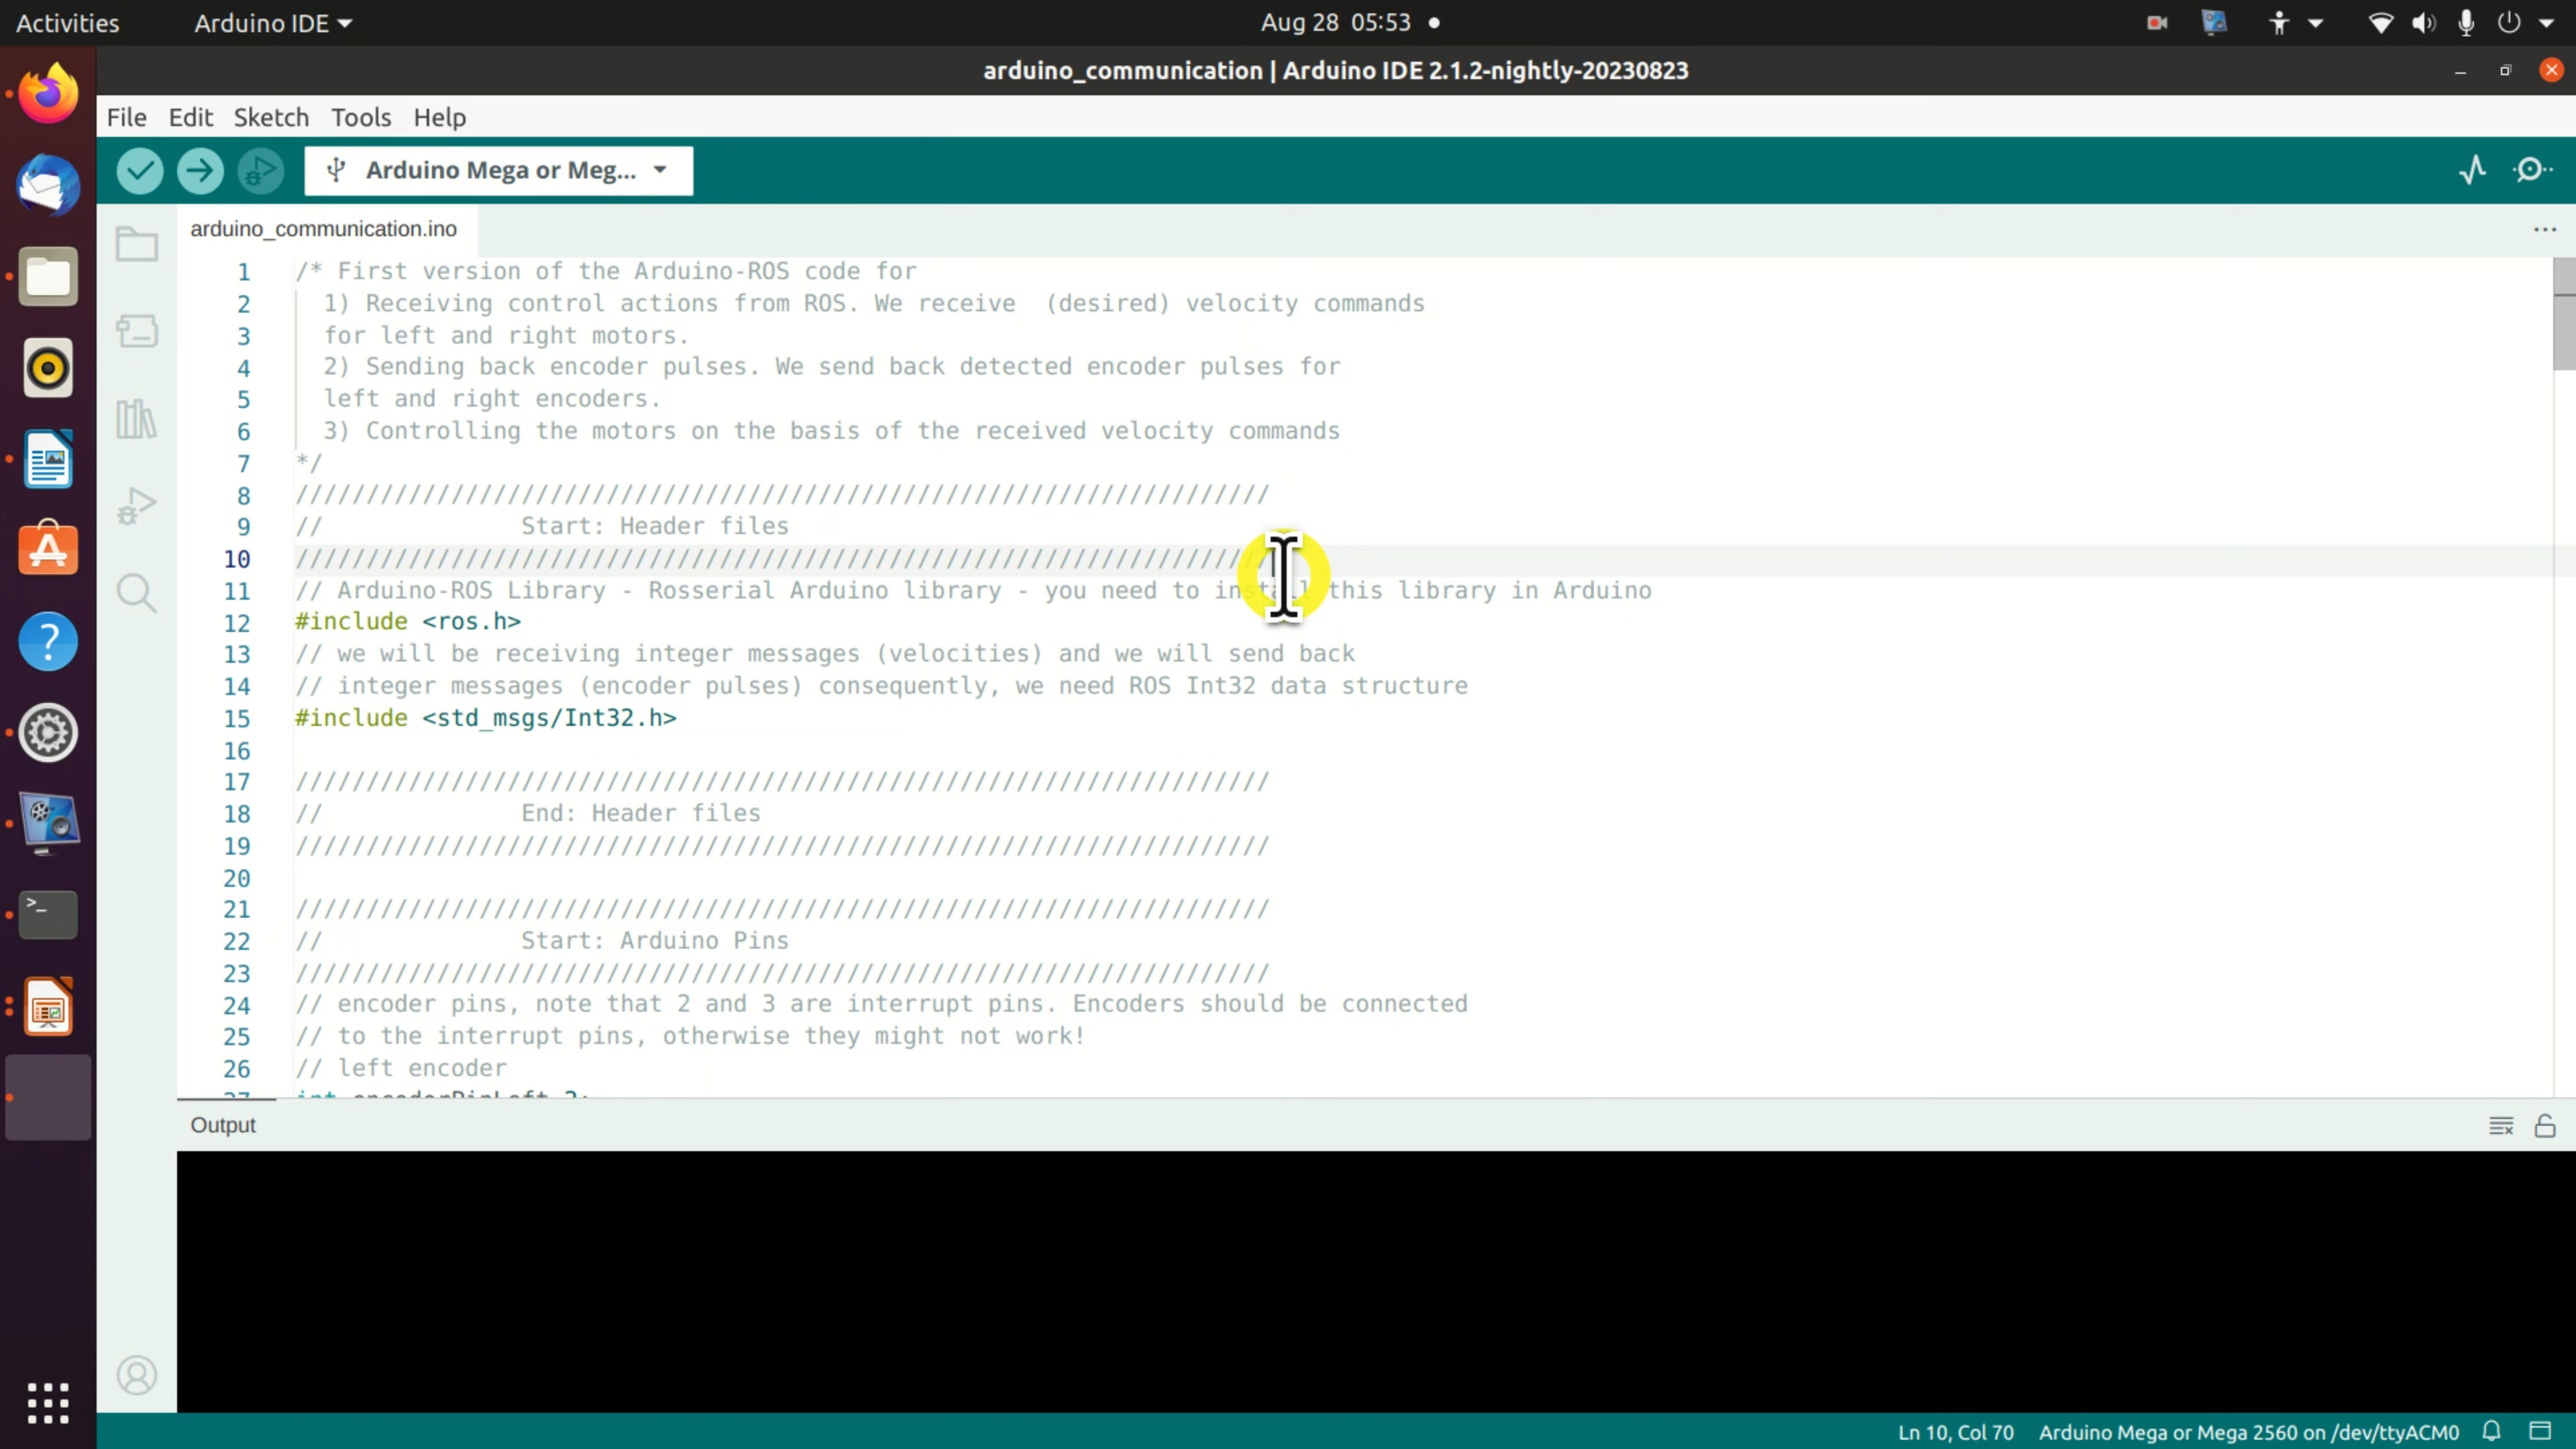 Activities Arduino IDE Aug 28 05:53
arduino_communication | Arduino IDE 2.1.2-nightly-20230823
File Edit Sketch Tools Help
Arduino Mega or Meg...
arduino_communication.ino
1 /* First version of the Arduino-ROS code for
2 1) Receiving control actions from ROS. We receive (desired) velocity commands
3 for left and right motors.
4 2) Sending back encoder pulses. We send back detected encoder pulses for
5 left and right encoders.
6 3) Controlling the motors on the basis of the received velocity commands
7 */
8 /////////////////////////////////////////////////////////////////////
9 // Start: Header files
10 /////////////////////////////////////////////////////////////////////
11 // Arduino-ROS Library - Rosserial Arduino library - you need to install this library in Arduino
12 #include <ros.h>
13 // we will be receiving integer messages (velocities) and we will send back
14 // integer messages (encoder pulses) consequently, we need ROS Int32 data structure
15 #include <std_msgs/Int32.h>
16
17 /////////////////////////////////////////////////////////////////////
18 // End: Header files
19 /////////////////////////////////////////////////////////////////////
20
21 /////////////////////////////////////////////////////////////////////
22 // Start: Arduino Pins
23 /////////////////////////////////////////////////////////////////////
24 // encoder pins, note that 2 and 3 are interrupt pins. Encoders should be connected
25 // to the interrupt pins, otherwise they might not work!
26 // left encoder
Output
Ln 10, Col 70 Arduino Mega or Mega 2560 on /dev/ttyACM0